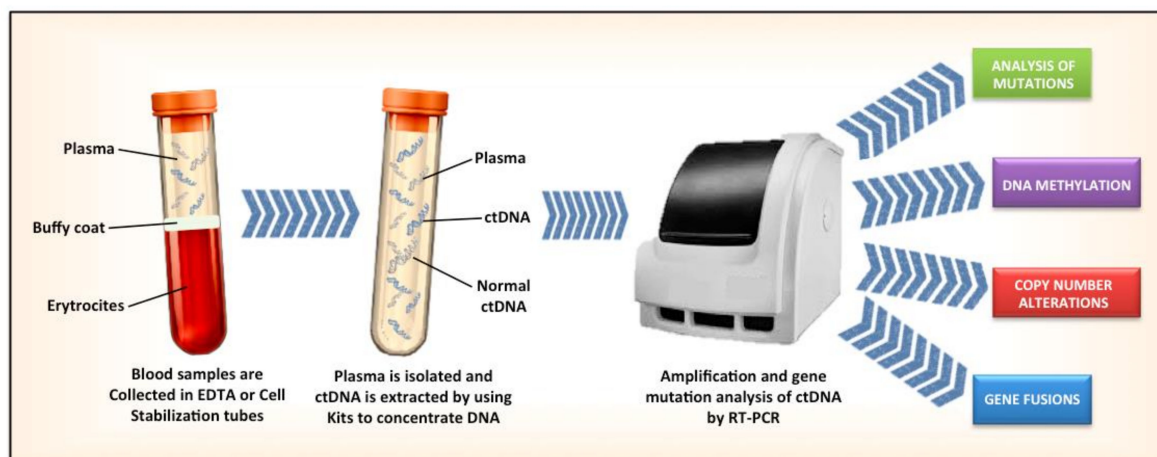 Plasma
Buffy coat
Erytrocites
Blood samples are
Collected in EDTA or Cell
Stabilization tubes
Plasma
ctDNA
Normal
ctDNA
Plasma is isolated and
ctDNA is extracted by using
Kits to concentrate DNA
Amplification and gene
mutation analysis of ctDNA
by RT-PCR
ANALYSIS OF
MUTATIONS
DNA METHYLATION
COPY NUMBER
ALTERATIONS
GENE FUSIONS